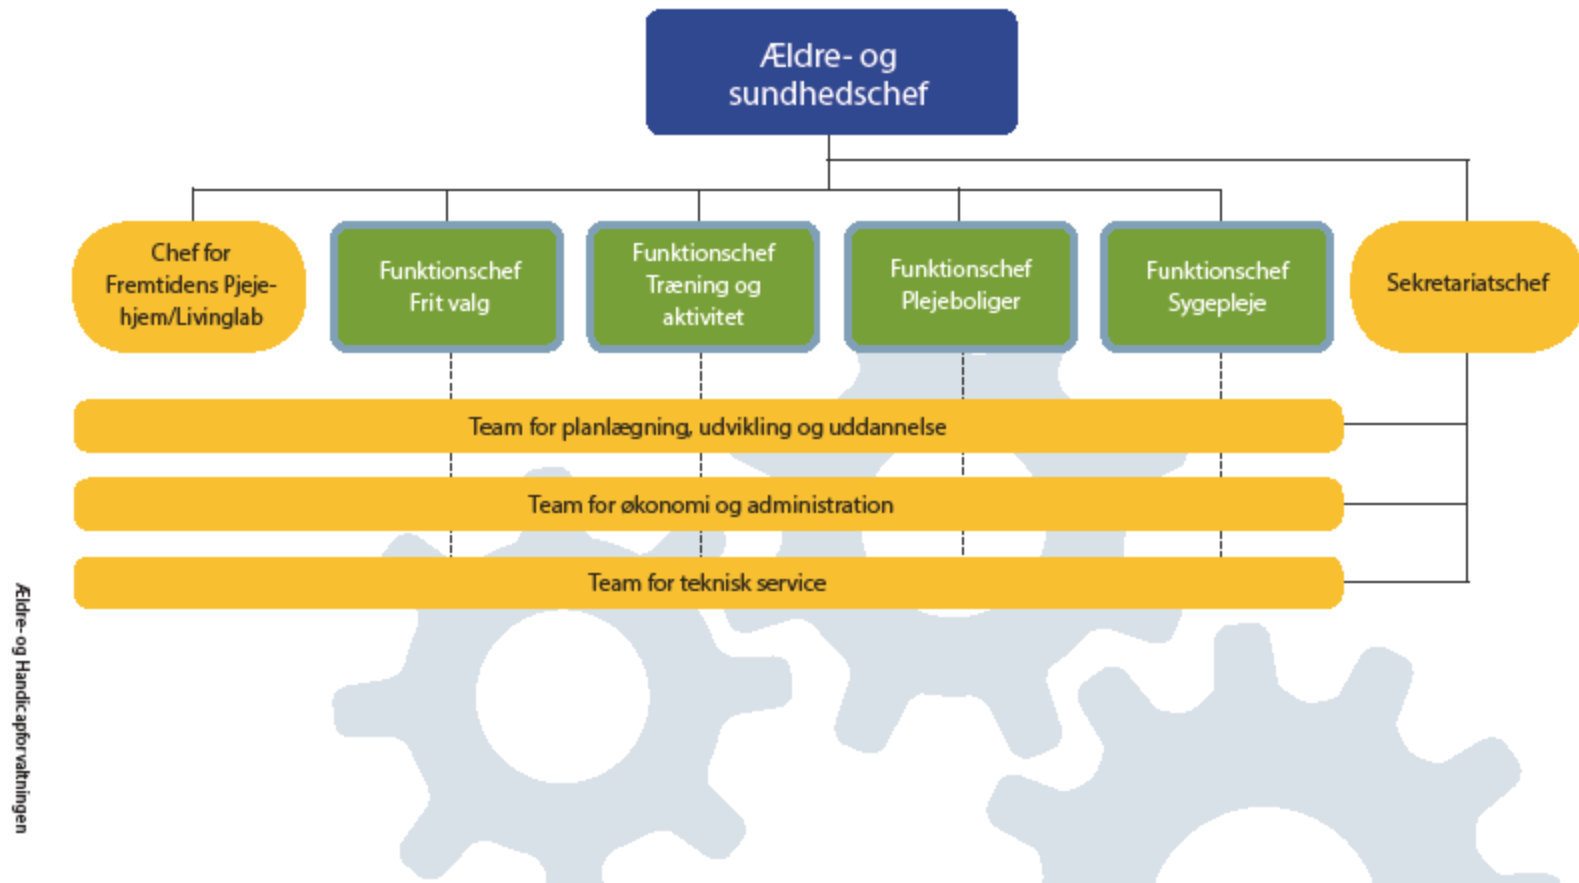 Ældre- og
sundhedschef
Chef for
Fremtidens Pjeje-
hjem/Livinglab
Funktionschef
Frit valg
Funktionschef
Træning og
aktivitet
Funktionschef
Plejeboliger
Funktionschef
Sygepleje
Sekretariatschef
Team for planlægning, udvikling og uddannelse
Team for økonomi og administration
Team for teknisk service
Ældre- og Handicapforvaltningen